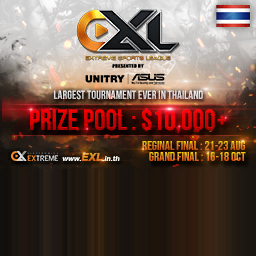 EXL
EXTREME SPORTS LEAGUE
PRESENTED BY
UNITRY ASUS
LARGEST TOURNAMENT EVER IN THAILAND
PRIZE POOL : $10,000+
REGINAL FINAL : 21-23 AUG
GRAND FINAL : 16-18 OCT
EXTREME www.EXL.in.th